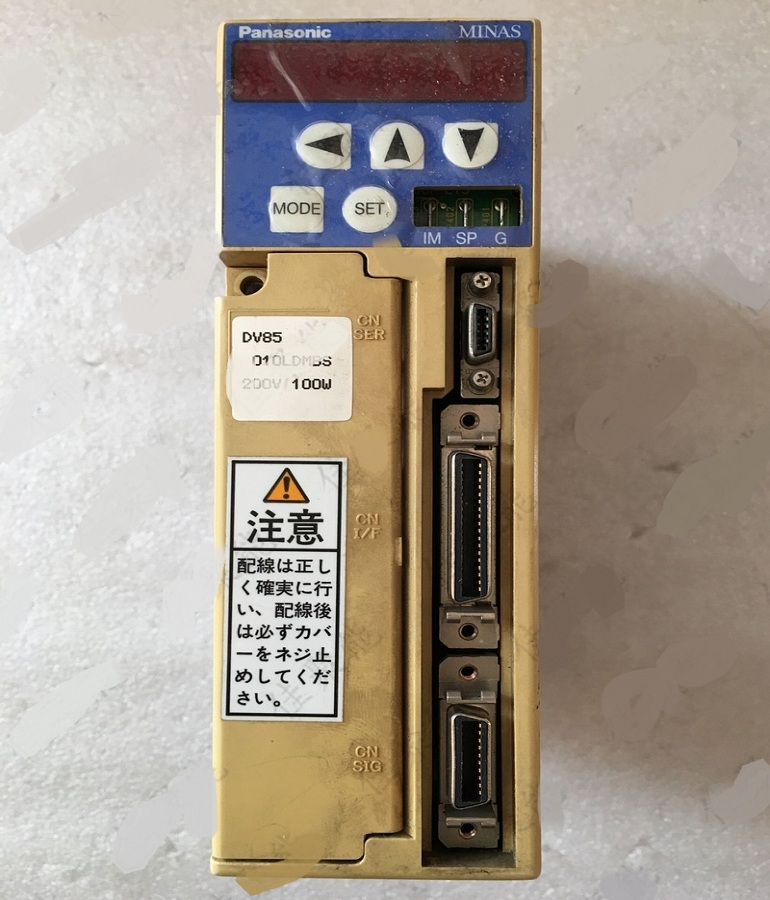 Panasonic MINAS
MODE SET
IM SP G
CN
SER
DV85
010LDMBS
200V/100W
注意
CN
I/F
配線は正し
く確実に行
い、配線後
は必ずカバ
ーをネジ止
めしてくだ
さい。
CN
SIG